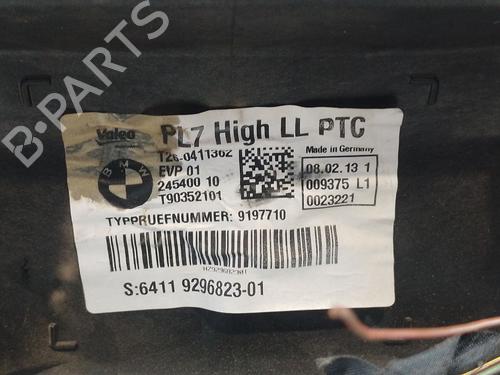 B-PARTS
Valeo PL7 High LL PTC
T26-0411362
EVP 01
245400 10
T90352101
BMW
Made in Germany
08.02.13 1
009375 L1
0023221
TYPPRUEFNUMMER: 9197710
S:6411 9296823-01